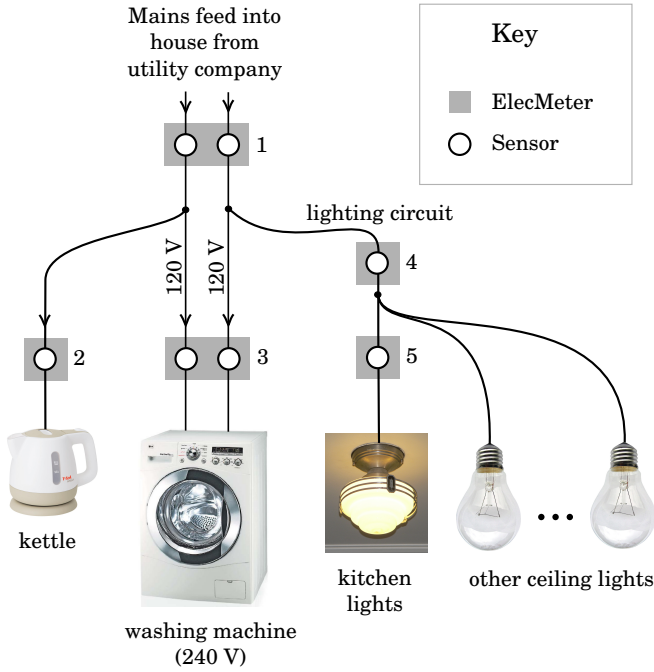 Mains feed into
house from
utility company
Key
ElecMeter
Sensor
1
lighting circuit
120 V
120 V
4
2
3
5
kettle
kitchen
lights
other ceiling lights
washing machine
(240 V)